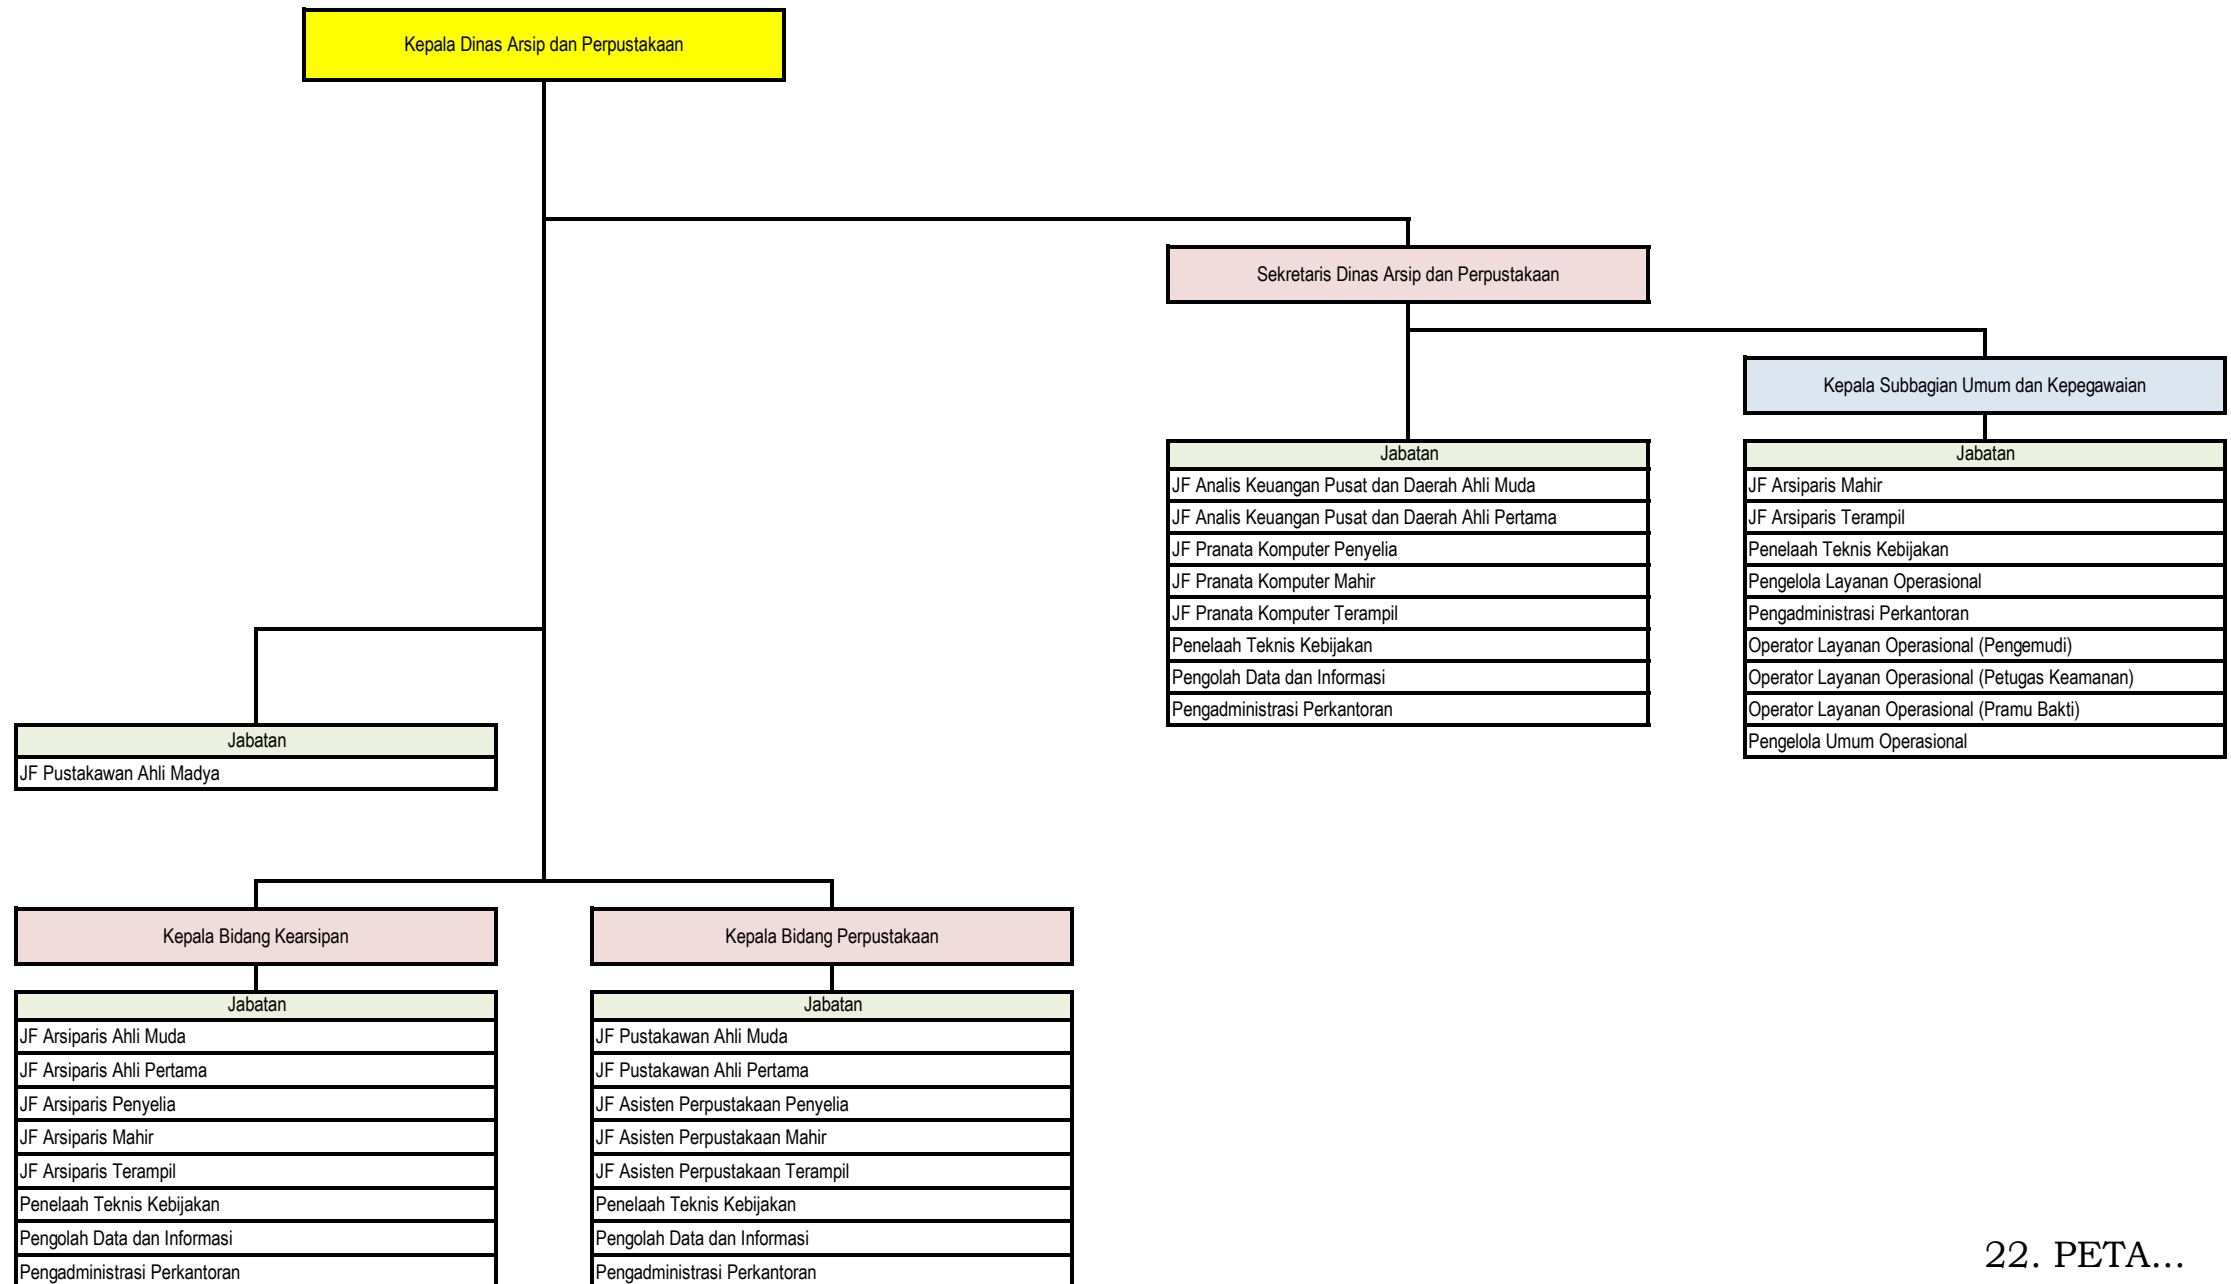 Kepala Dinas Arsip dan Perpustakaan
Sekretaris Dinas Arsip dan Perpustakaan
Kepala Subbagian Umum dan Kepegawaian
Jabatan
JF Analis Keuangan Pusat dan Daerah Ahli Muda
JF Analis Keuangan Pusat dan Daerah Ahli Pertama
JF Pranata Komputer Penyelia
JF Pranata Komputer Mahir
JF Pranata Komputer Terampil
Penelaah Teknis Kebijakan
Pengolah Data dan Informasi
Pengadministrasi Perkantoran
Jabatan
JF Arsiparis Mahir
JF Arsiparis Terampil
Penelaah Teknis Kebijakan
Pengelola Layanan Operasional
Pengadministrasi Perkantoran
Operator Layanan Operasional (Pengemudi)
Operator Layanan Operasional (Petugas Keamanan)
Operator Layanan Operasional (Pramu Bakti)
Pengelola Umum Operasional
Jabatan
JF Pustakawan Ahli Madya
Kepala Bidang Kearsipan
Jabatan
JF Arsiparis Ahli Muda
JF Arsiparis Ahli Pertama
JF Arsiparis Penyelia
JF Arsiparis Mahir
JF Arsiparis Terampil
Penelaah Teknis Kebijakan
Pengolah Data dan Informasi
Pengadministrasi Perkantoran
Kepala Bidang Perpustakaan
Jabatan
JF Pustakawan Ahli Muda
JF Pustakawan Ahli Pertama
JF Asisten Perpustakaan Penyelia
JF Asisten Perpustakaan Mahir
JF Asisten Perpustakaan Terampil
Penelaah Teknis Kebijakan
Pengolah Data dan Informasi
Pengadministrasi Perkantoran
22. PETA...